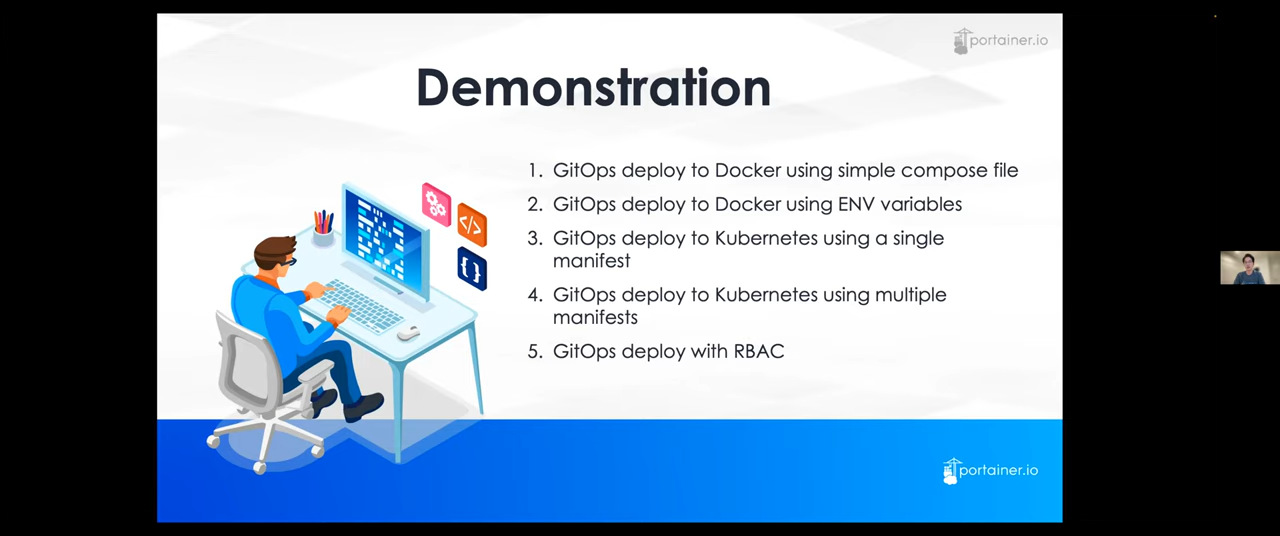 portainer.io
Demonstration
1. GitOps deploy to Docker using simple compose file
2. GitOps deploy to Docker using ENV variables
3. GitOps deploy to Kubernetes using a single
manifest
4. GitOps deploy to Kubernetes using multiple
manifests
5. GitOps deploy with RBAC
</>
{}
portainer.io